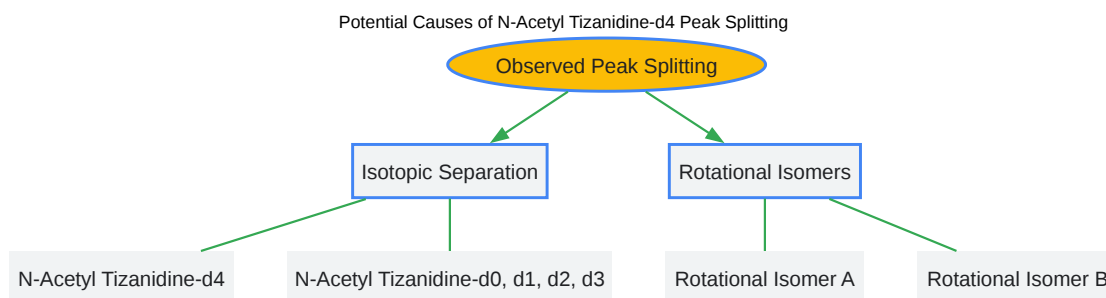 Potential Causes of N-Acetyl Tizanidine-d4 Peak Splitting
Observed Peak Splitting
Isotopic Separation
Rotational Isomers
N-Acetyl Tizanidine-d4
N-Acetyl Tizanidine-d0, d1, d2, d3
Rotational Isomer A
Rotational Isomer B